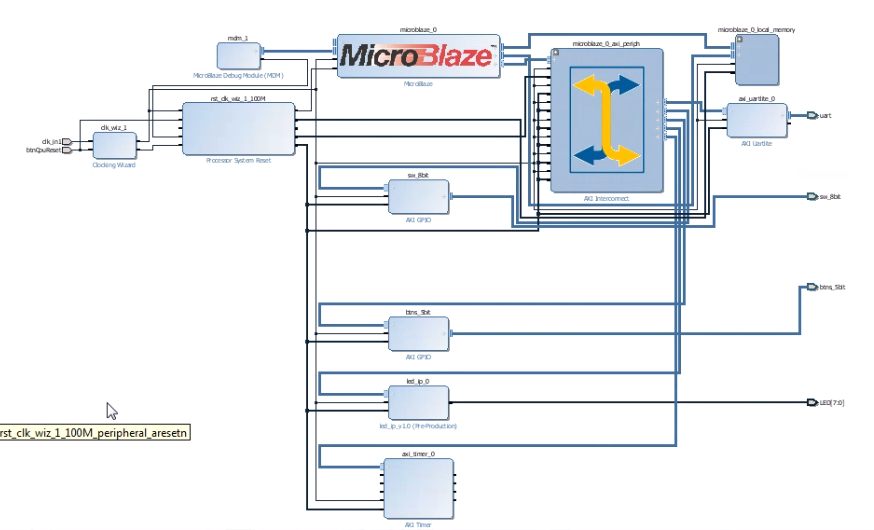 mdm_1
MicroBlaze Debug Module (MDM)
microblaze_0
MicroBlaze
MicroBlaze
microblaze_0_axi_periph
AXI Interconnect
microblaze_0_local_memory
rst_clk_wiz_1_100M
Processor System Reset
clk_in1
btnCpuReset
clk_wiz_1
Clocking Wizard
axi_uartlite_0
AXI Uartlite
uart
sw_8bit
AXI GPIO
sw_8bit
btns_5bit
btns_5bit
AXI GPIO
led_ip_0
led_ip_v1.0 (Pre-Production)
LED[7:0]
rst_clk_wiz_1_100M_peripheral_aresetn
axi_timer_0
AXI Timer